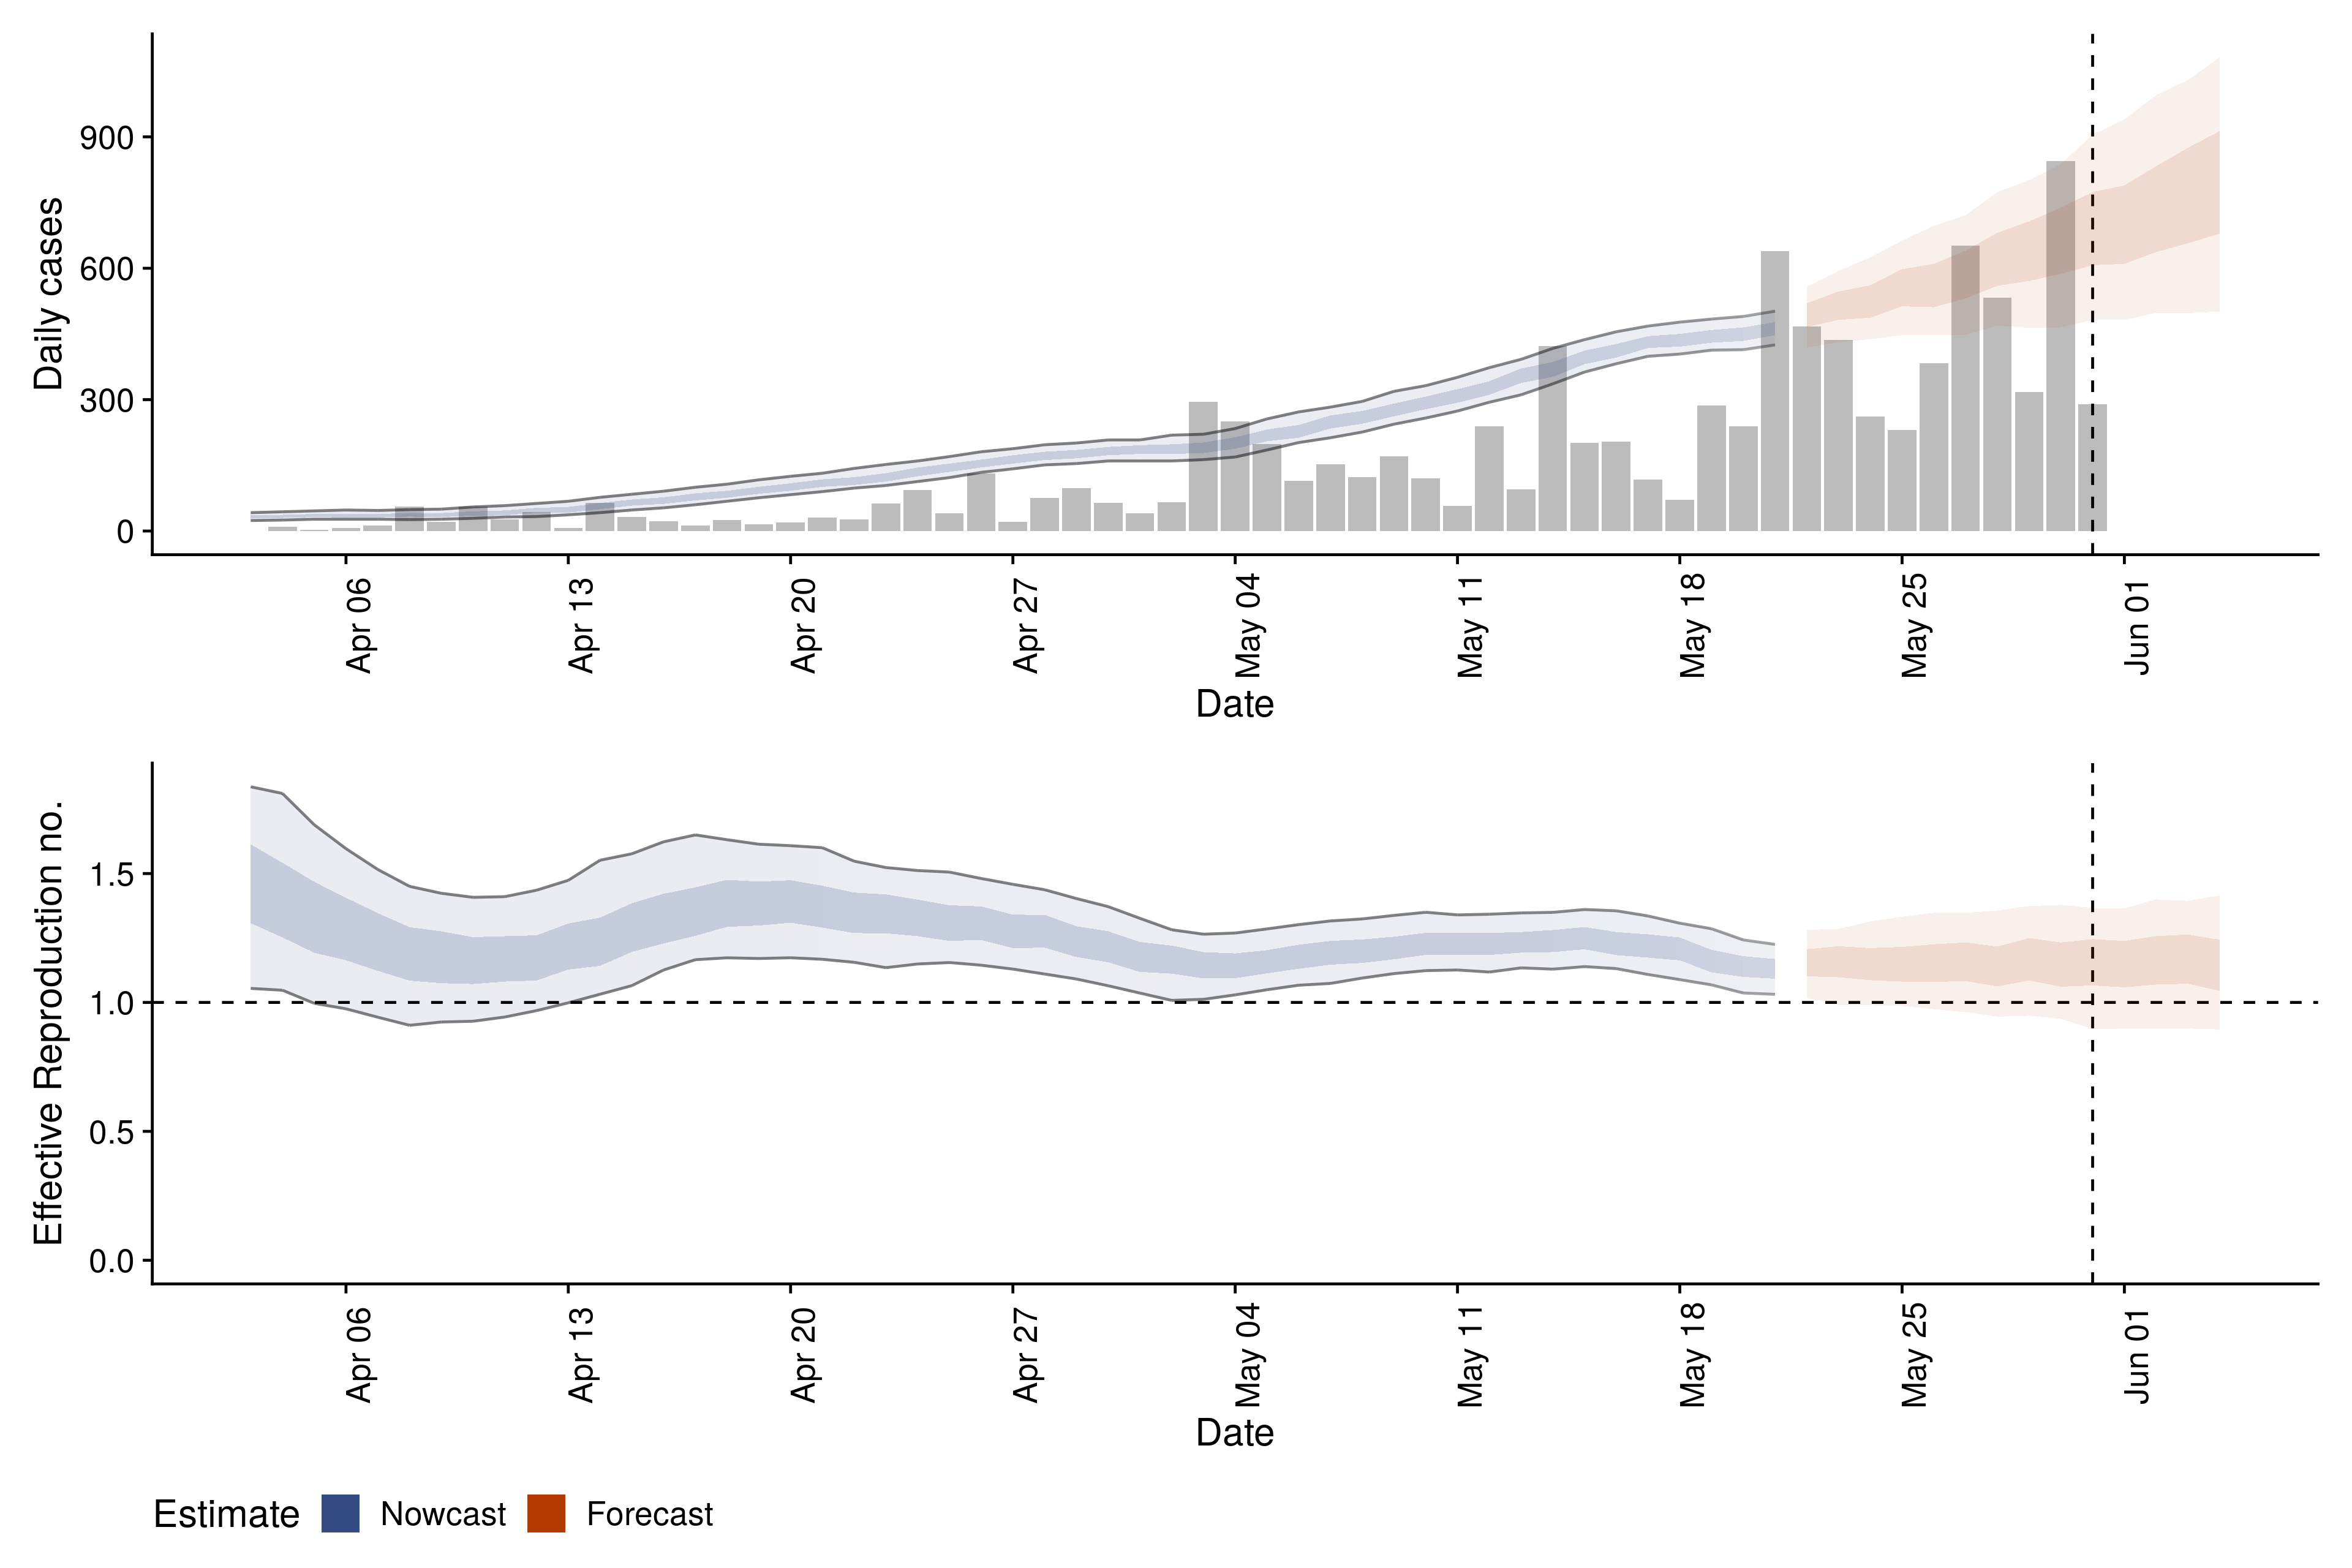 Daily cases
900
600
300
0
Apr 06
Apr 13
Apr 20
Apr 27
May 04
May 11
May 18
May 25
Jun 01
Date
Effective Reproduction no.
1.5
1.0
0.5
0.0
Apr 06
Apr 13
Apr 20
Apr 27
May 04
May 11
May 18
May 25
Jun 01
Date
Estimate Nowcast Forecast